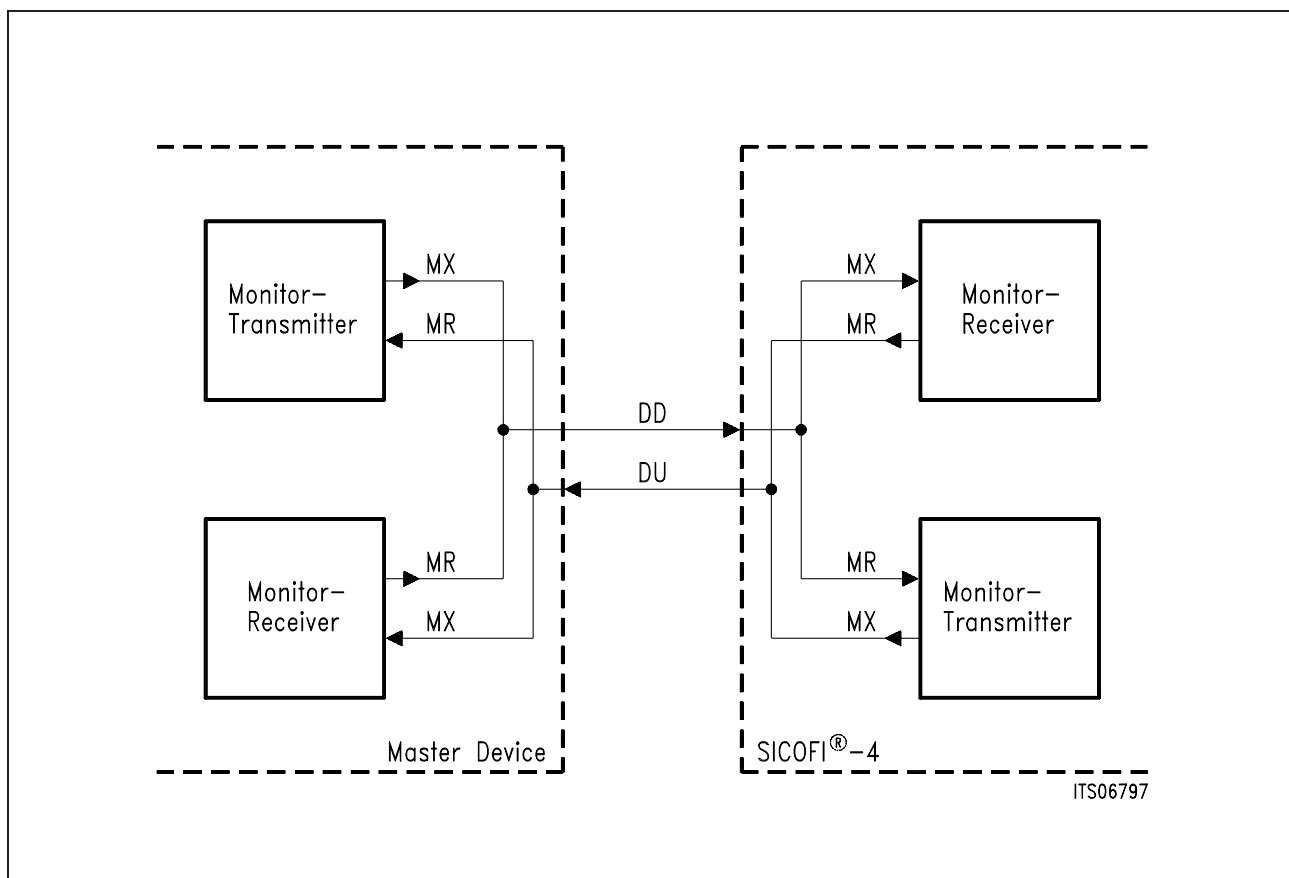 MX
Monitor-
Transmitter
MR
MX
Monitor-
Receiver
MR
DD
DU
MR
Monitor-
Receiver
MX
MR
Monitor-
Transmitter
MX
Master Device
SICOFI®-4
ITS06797